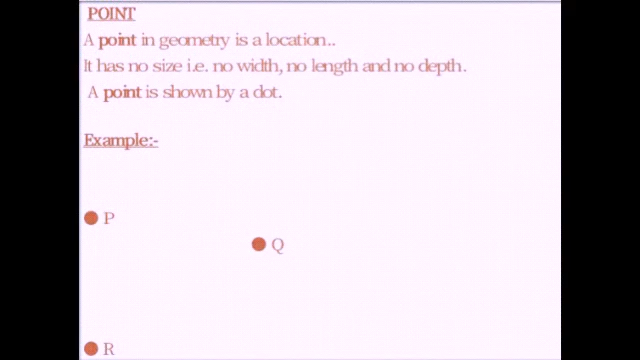 POINT
A point in geometry is a location..
It has no size i.e. no width, no length and no depth.
A point is shown by a dot.
Example:-
P
Q
R